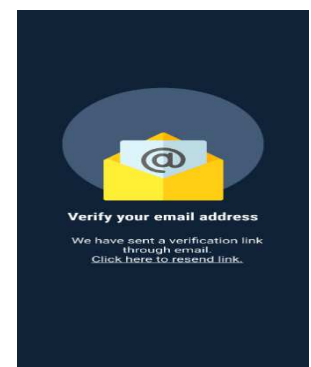 @
Verify your email address
We have sent a verification link
through email.
Click here to resend link.